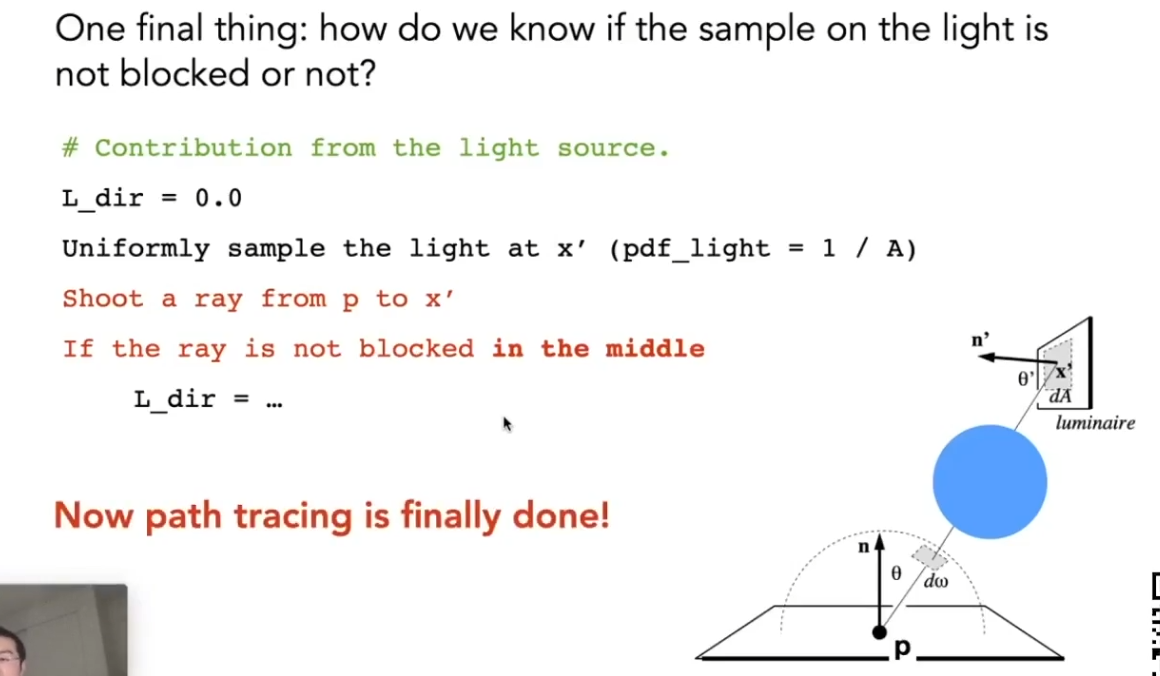 One final thing: how do we know if the sample on the light is
not blocked or not?
# Contribution from the light source.
L_dir = 0.0
Uniformly sample the light at x′ (pdf_light = 1 / A)
Shoot a ray from p to x′
If the ray is not blocked in the middle
L_dir = …
n’
θ’
x’
dA
luminaire
Now path tracing is finally done!
n
θ
dω
p